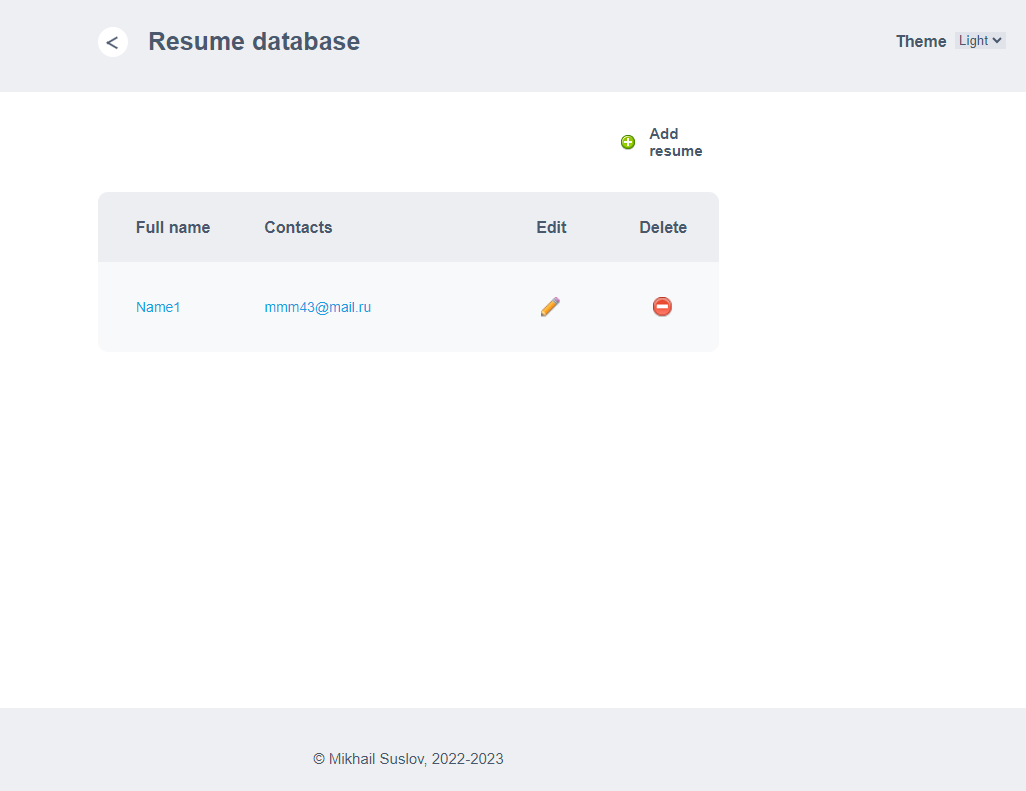 <
Resume database
Theme Light
Add
resume
Full name Contacts Edit Delete
Name1 mmm43@mail.ru
© Mikhail Suslov, 2022-2023